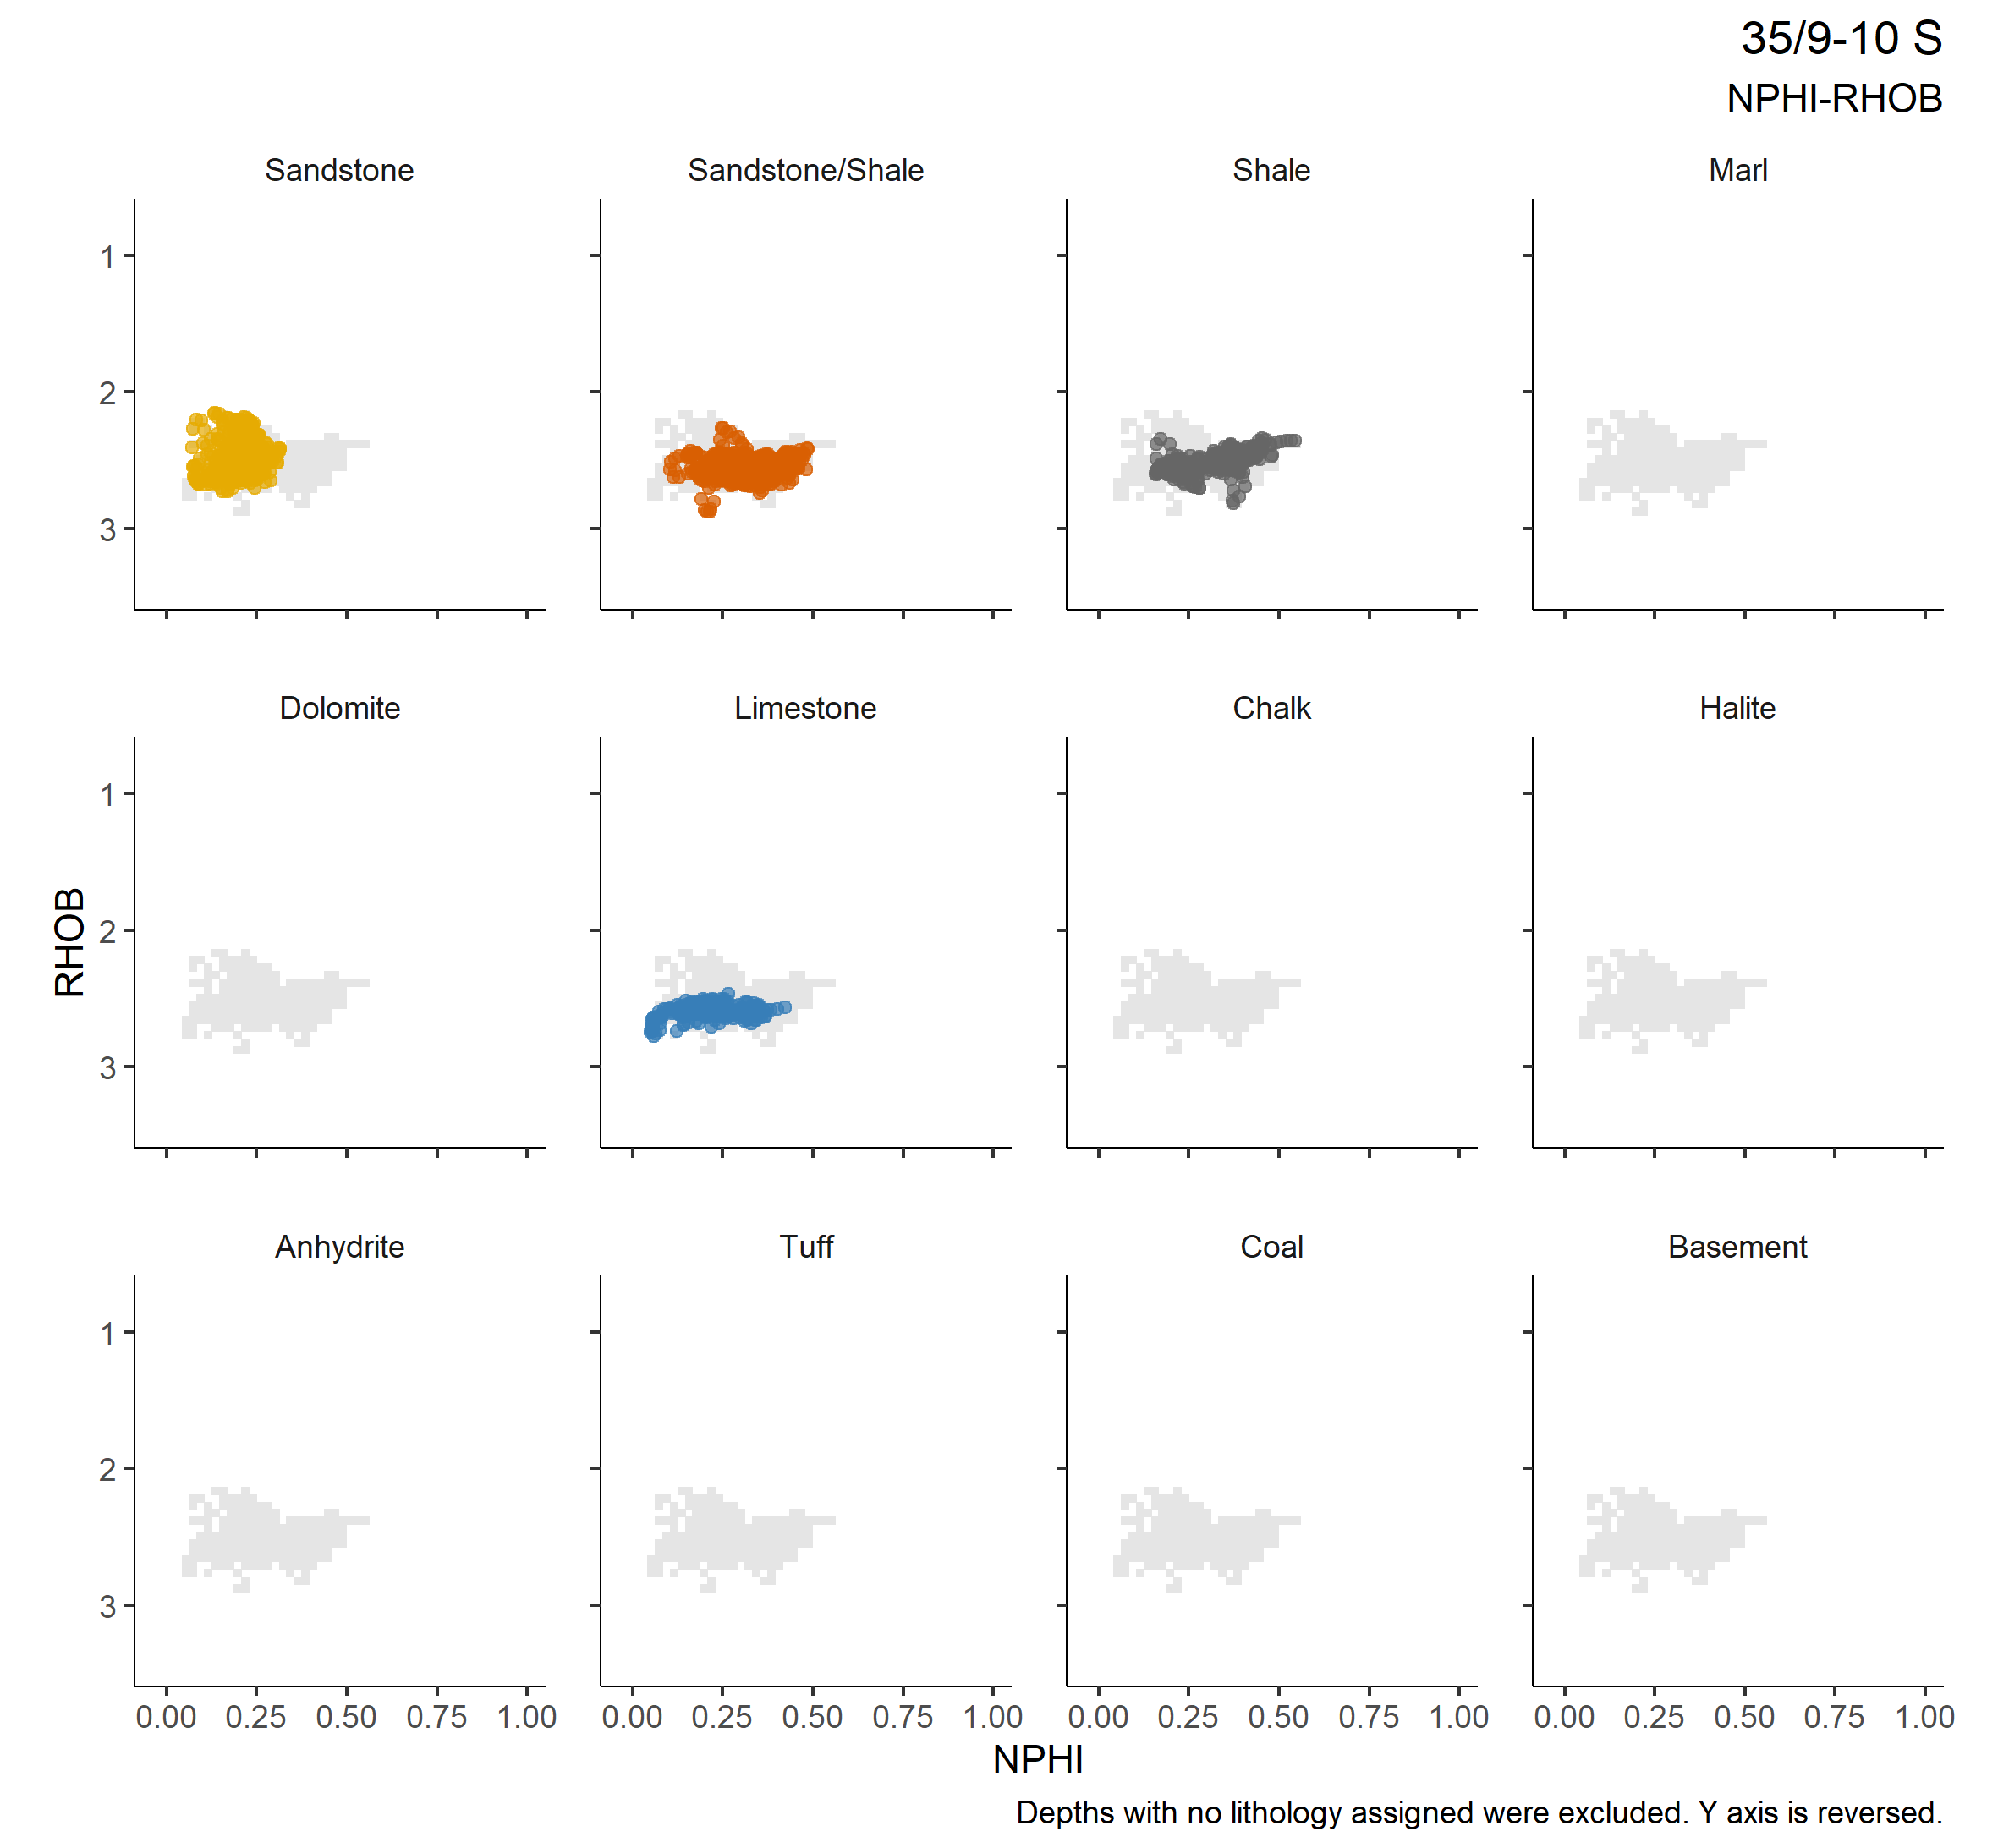 35/9-10 S
NPHI-RHOB
Sandstone
Sandstone/Shale
Shale
Marl
1
2
3
Dolomite
Limestone
Chalk
Halite
1
2
3
RHOB
Anhydrite
Tuff
Coal
Basement
1
2
3
0.00 0.25 0.50 0.75 1.00
0.00 0.25 0.50 0.75 1.00
0.00 0.25 0.50 0.75 1.00
0.00 0.25 0.50 0.75 1.00
NPHI
Depths with no lithology assigned were excluded. Y axis is reversed.